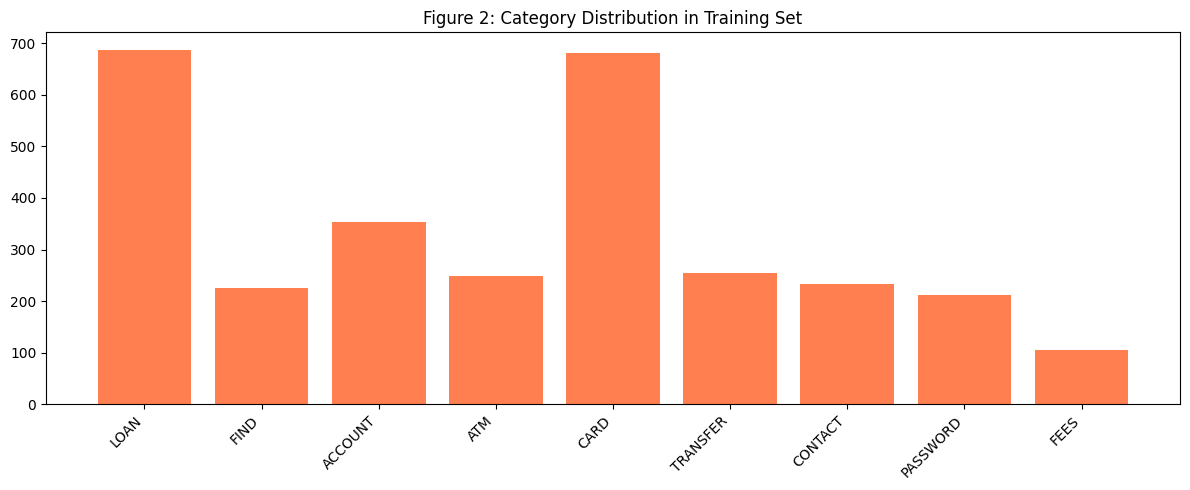 Figure 2: Category Distribution in Training Set
700
600
500
400
300
200
100
0
LOAN
FIND
ACCOUNT
ATM
CARD
TRANSFER
CONTACT
PASSWORD
FEES